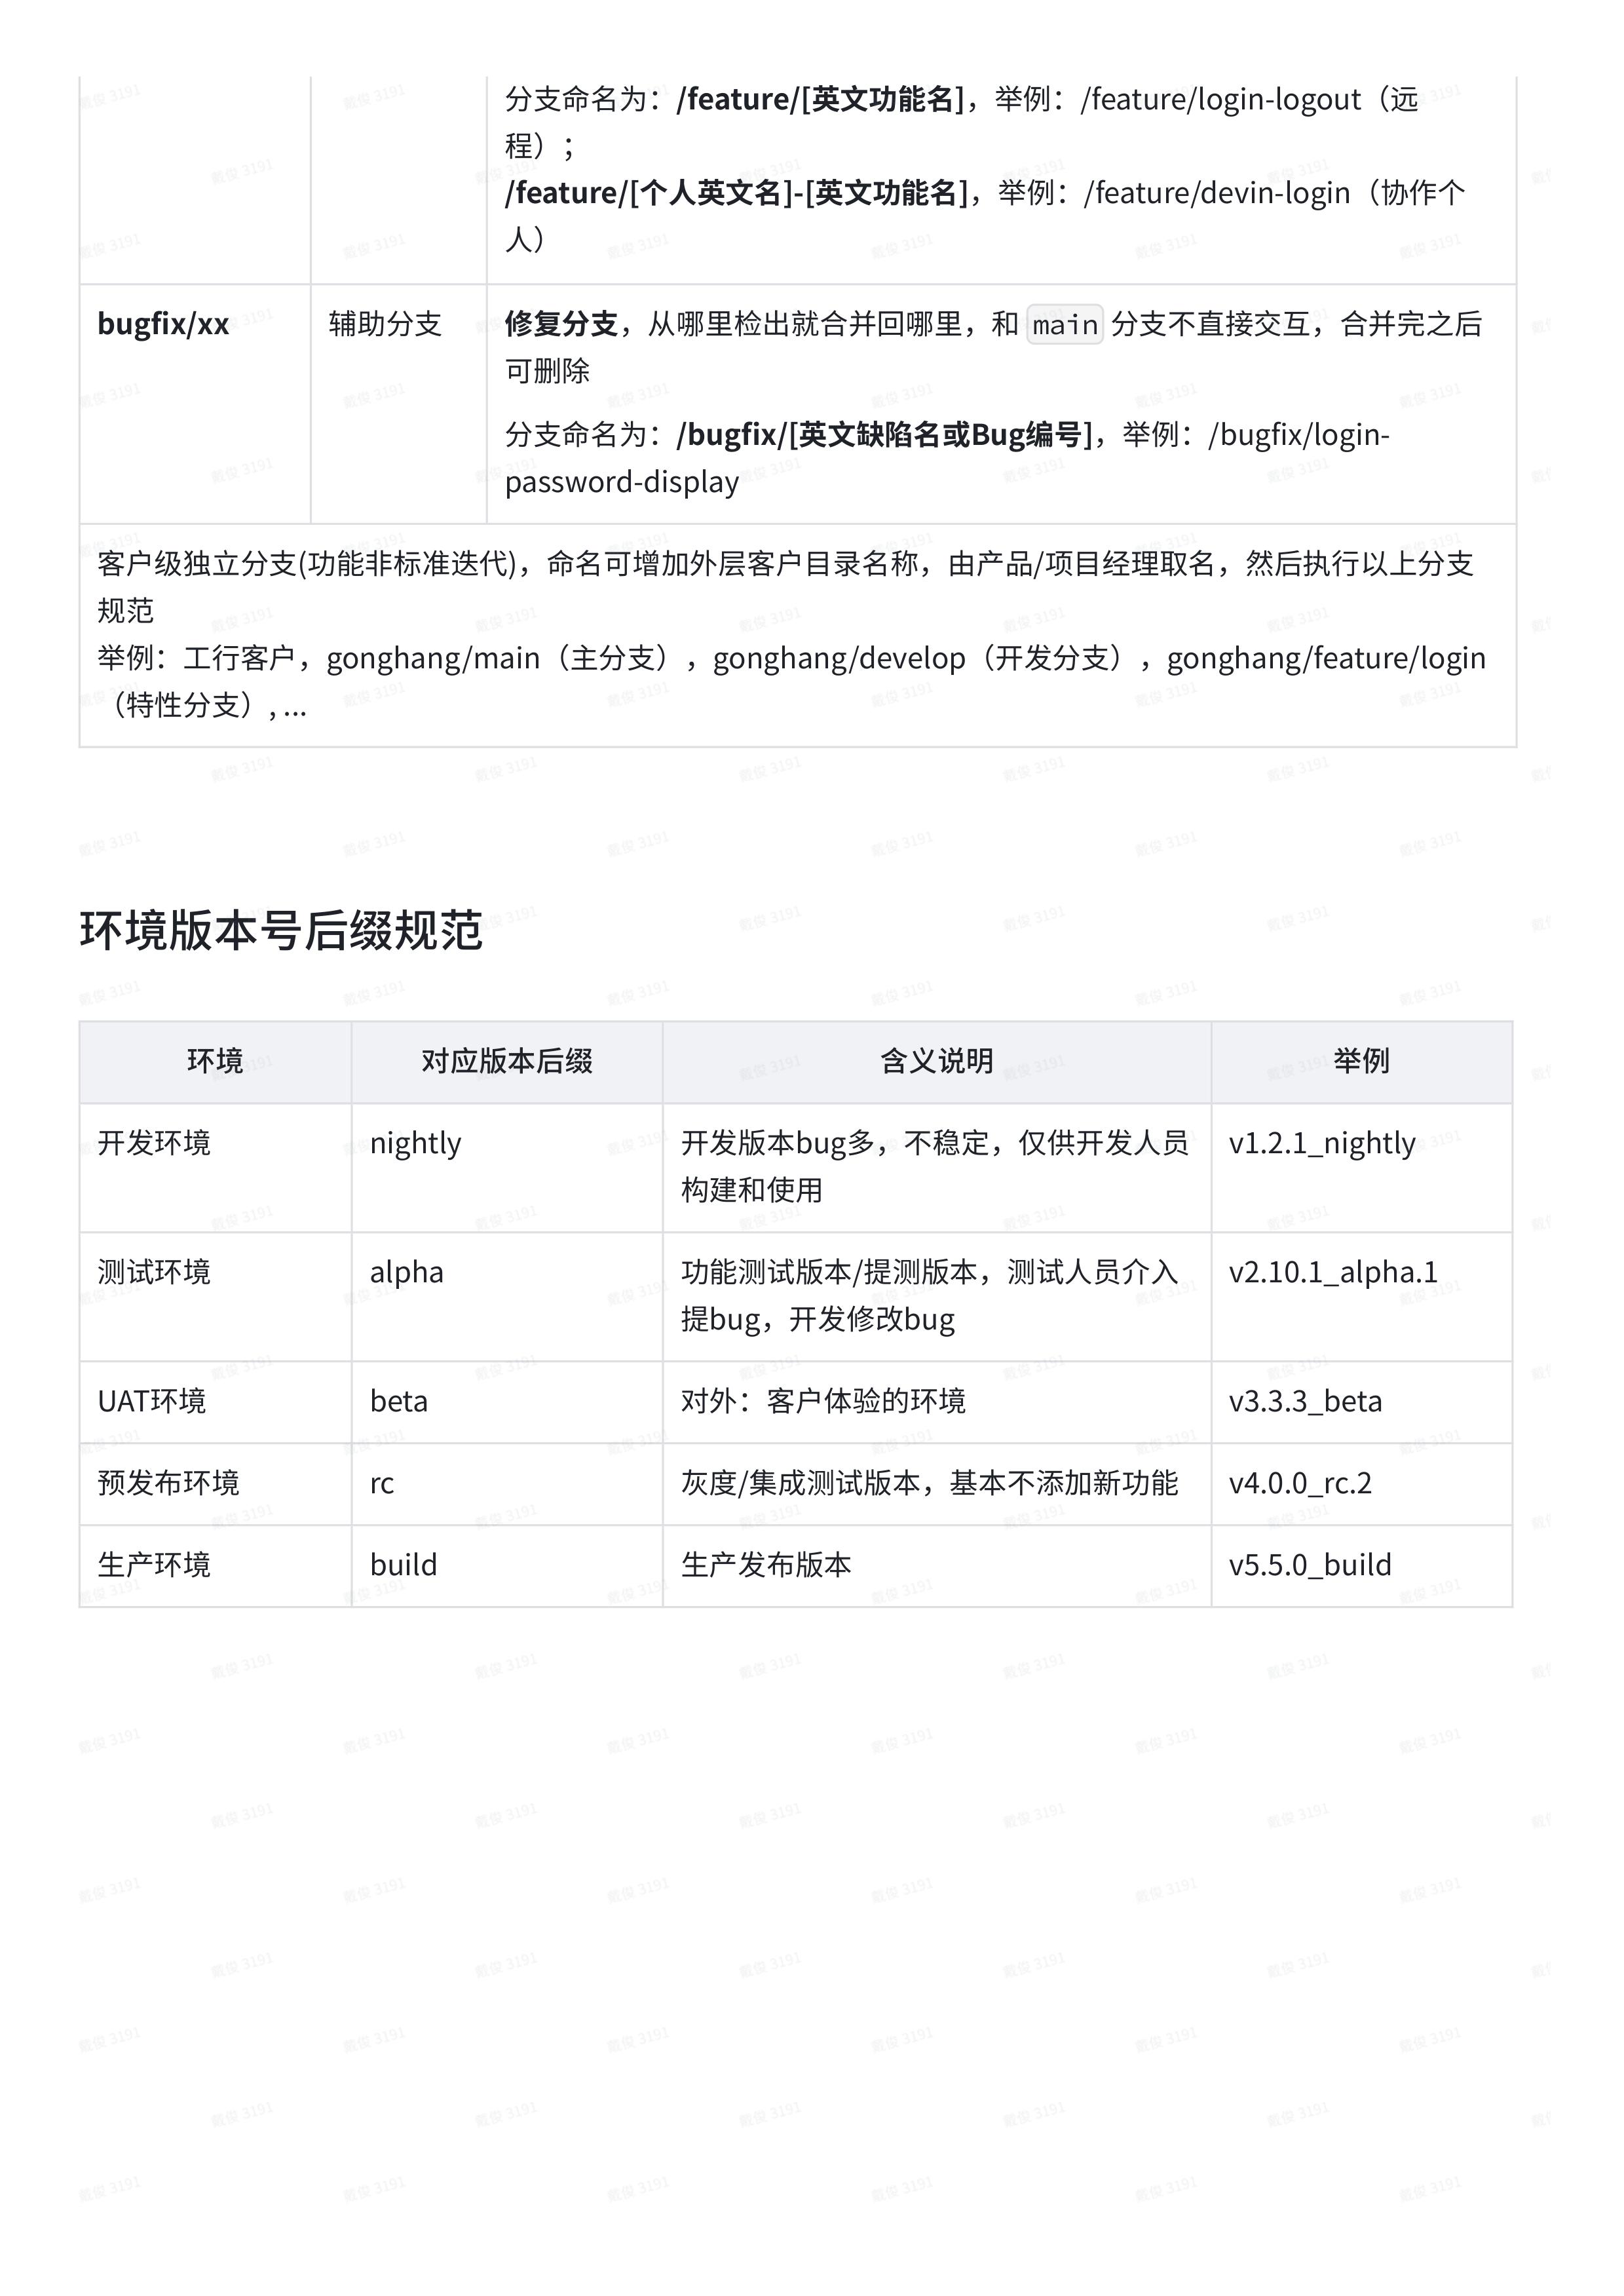 分支命名为：/feature/[英文功能名]，举例：/feature/login-logout（远
程）；
/feature/[个人英文名]-[英文功能名]，举例：/feature/devin-login（协作个
人）
bugfix/xx
辅助分支
修复分支，从哪里检出就合并回哪里，和 main 分支不直接交互，合并完之后
可删除
分支命名为：/bugfix/[英文缺陷名或Bug编号]，举例：/bugfix/login-
password-display
客户级独立分支(功能非标准迭代)，命名可增加外层客户目录名称，由产品/项目经理取名，然后执行以上分支
规范
举例：工行客户，gonghang/main（主分支），gonghang/develop（开发分支），gonghang/feature/login
（特性分支）, ...
环境版本号后缀规范
环境 对应版本后缀 含义说明 举例
开发环境 nightly 开发版本bug多，不稳定，仅供开发人员 v1.2.1_nightly
构建和使用
测试环境 alpha 功能测试版本/提测版本，测试人员介入 v2.10.1_alpha.1
提bug，开发修改bug
UAT环境 beta 对外：客户体验的环境 v3.3.3_beta
预发布环境 rc 灰度/集成测试版本，基本不添加新功能 v4.0.0_rc.2
生产环境 build 生产发布版本 v5.5.0_build
戴俊 3191